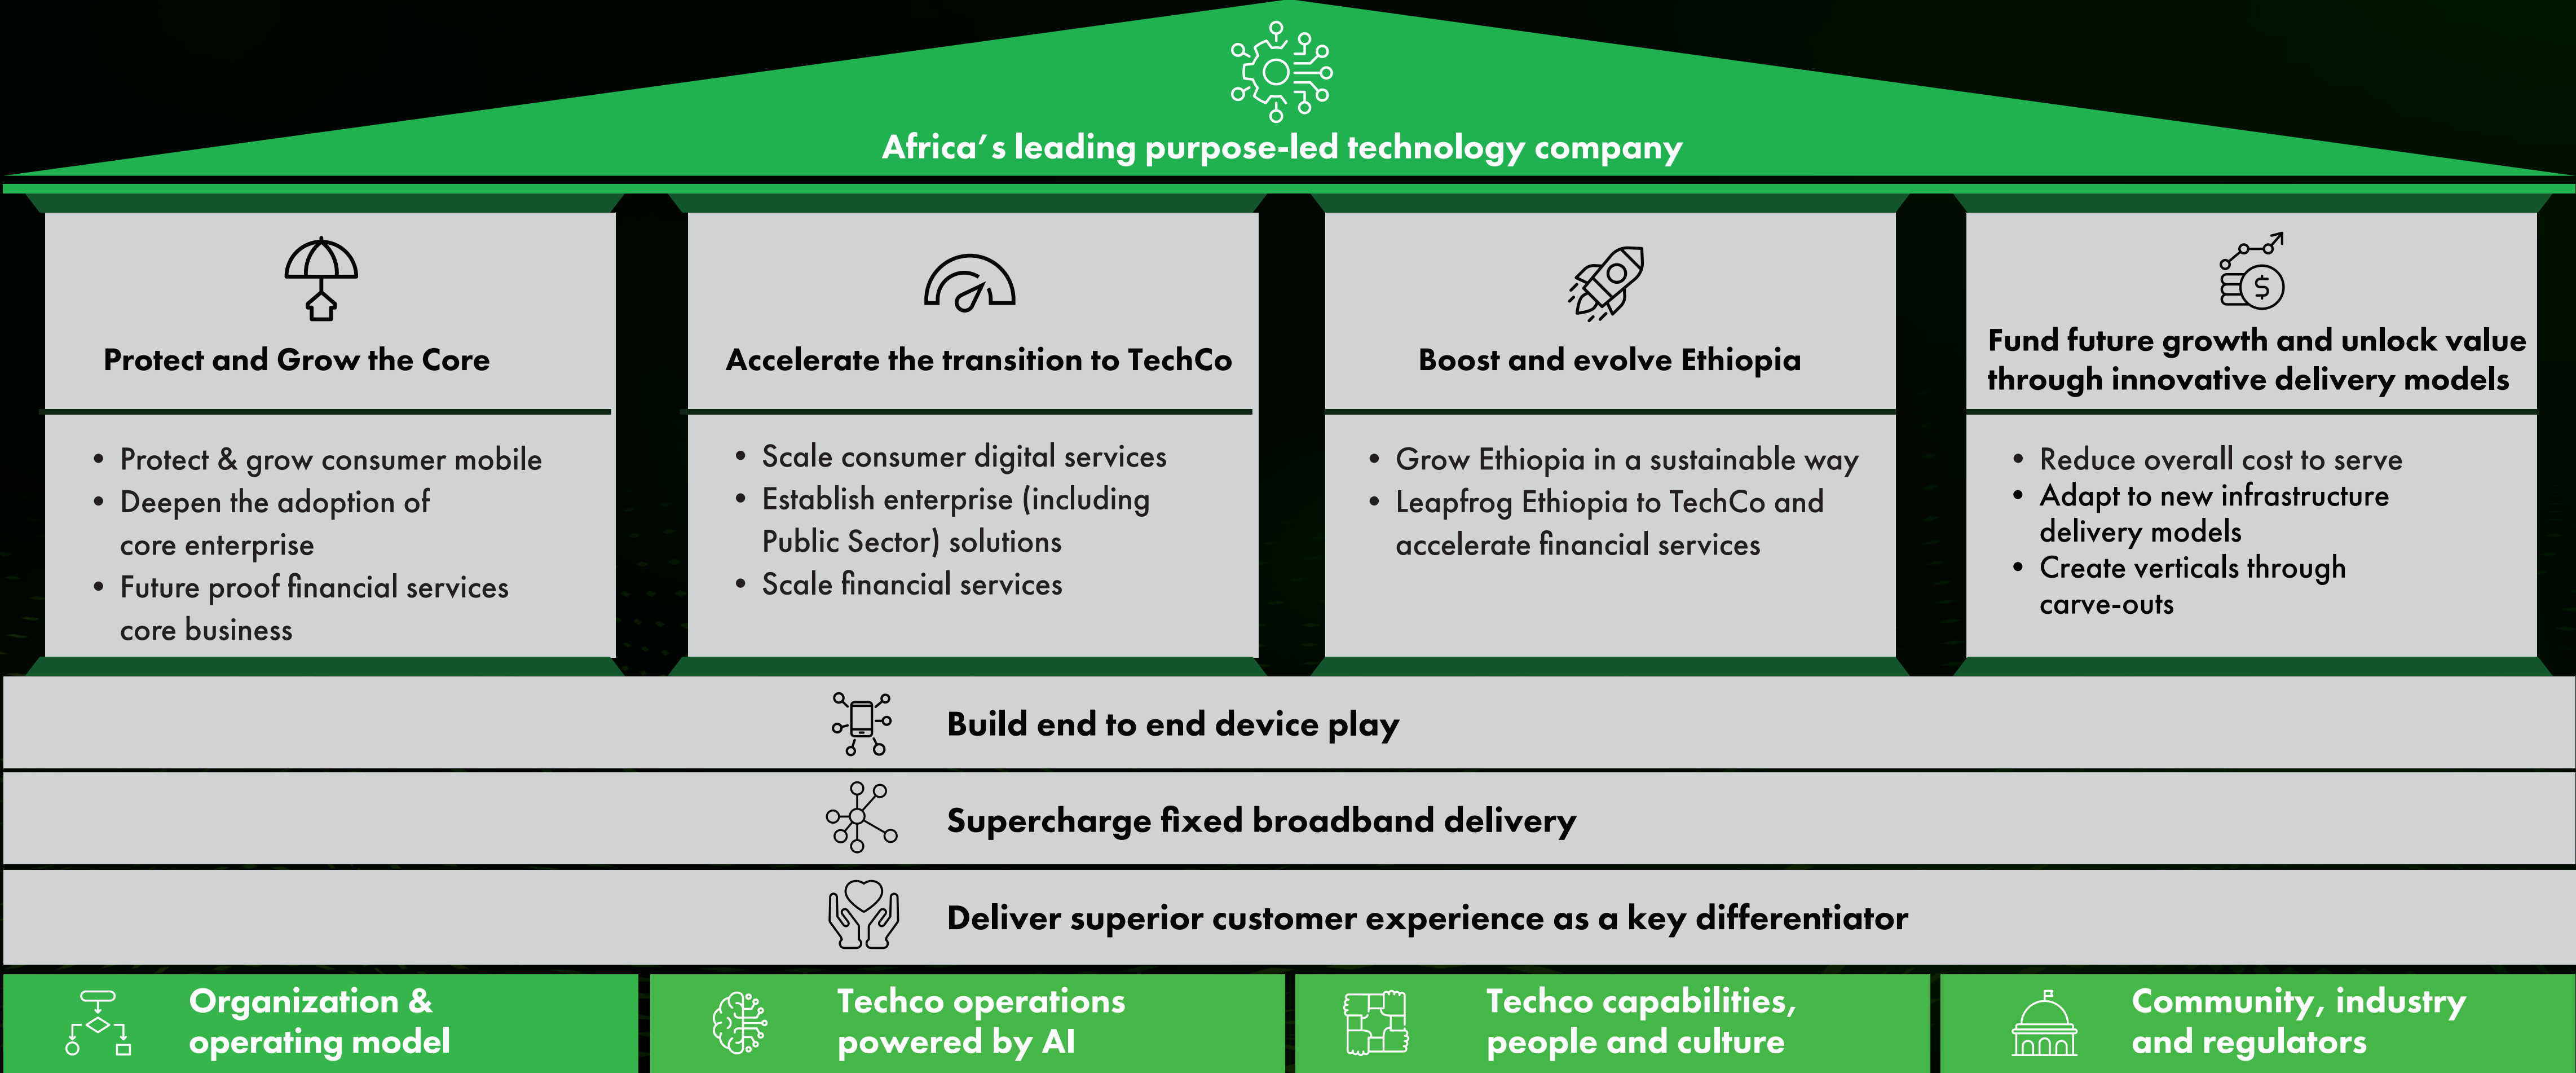 Africa’s leading purpose-led technology company
Protect and Grow the Core
• Protect & grow consumer mobile
• Deepen the adoption of
core enterprise
• Future proof financial services
core business
Accelerate the transition to TechCo
• Scale consumer digital services
• Establish enterprise (including
Public Sector) solutions
• Scale financial services
Boost and evolve Ethiopia
• Grow Ethiopia in a sustainable way
• Leapfrog Ethiopia to TechCo and
accelerate financial services
$
Fund future growth and unlock value
through innovative delivery models
• Reduce overall cost to serve
• Adapt to new infrastructure
delivery models
• Create verticals through
carve-outs
Build end to end device play
Supercharge fixed broadband delivery
Deliver superior customer experience as a key differentiator
Organization &
operating model
Techco operations
powered by AI
Techco capabilities,
people and culture
Community, industry
and regulators